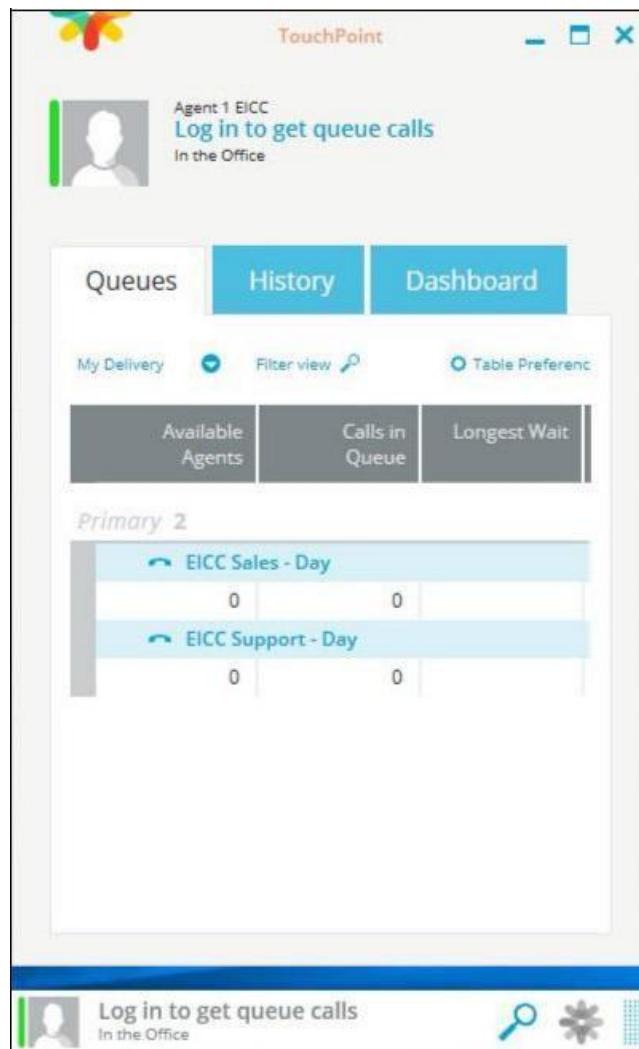 TouchPoint
Agent 1 EICC
Log in to get queue calls
In the Office
Queues History Dashboard
My Delivery Filter view Table Preferenc
Available Agents Calls in Queue Longest Wait
Primary 2
EICC Sales - Day
0 0
EICC Support - Day
0 0
Log in to get queue calls
In the Office